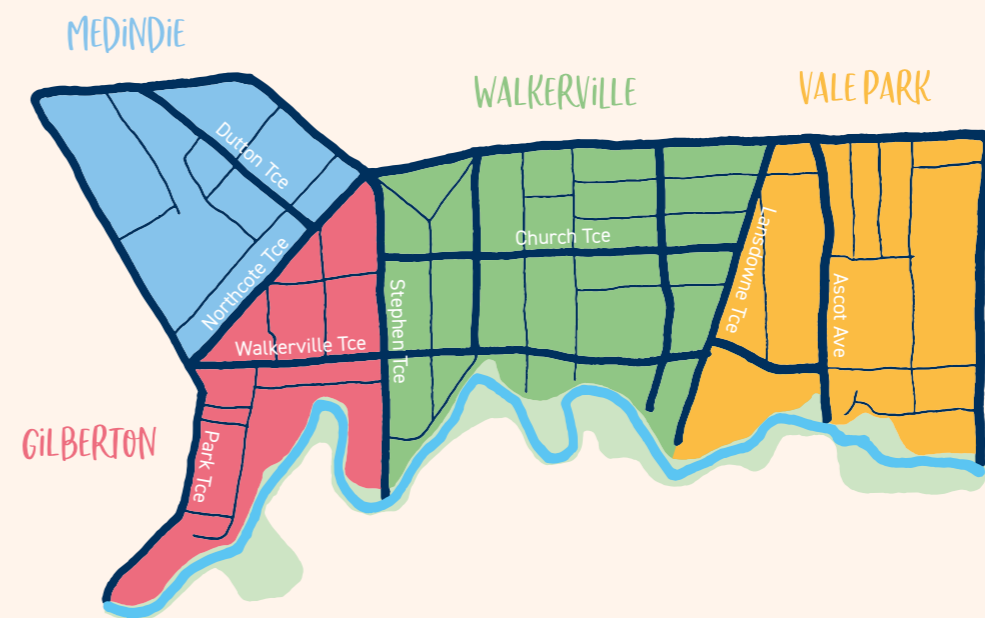 MEDiNDiE
WALKERViLLE
VALE PARK
Dutton Tce
Northcote Tce
Church Tce
Lansdowne Tce
Stephen Tce
Ascot Ave
Walkerville Tce
GiLBERTON
Park Tce